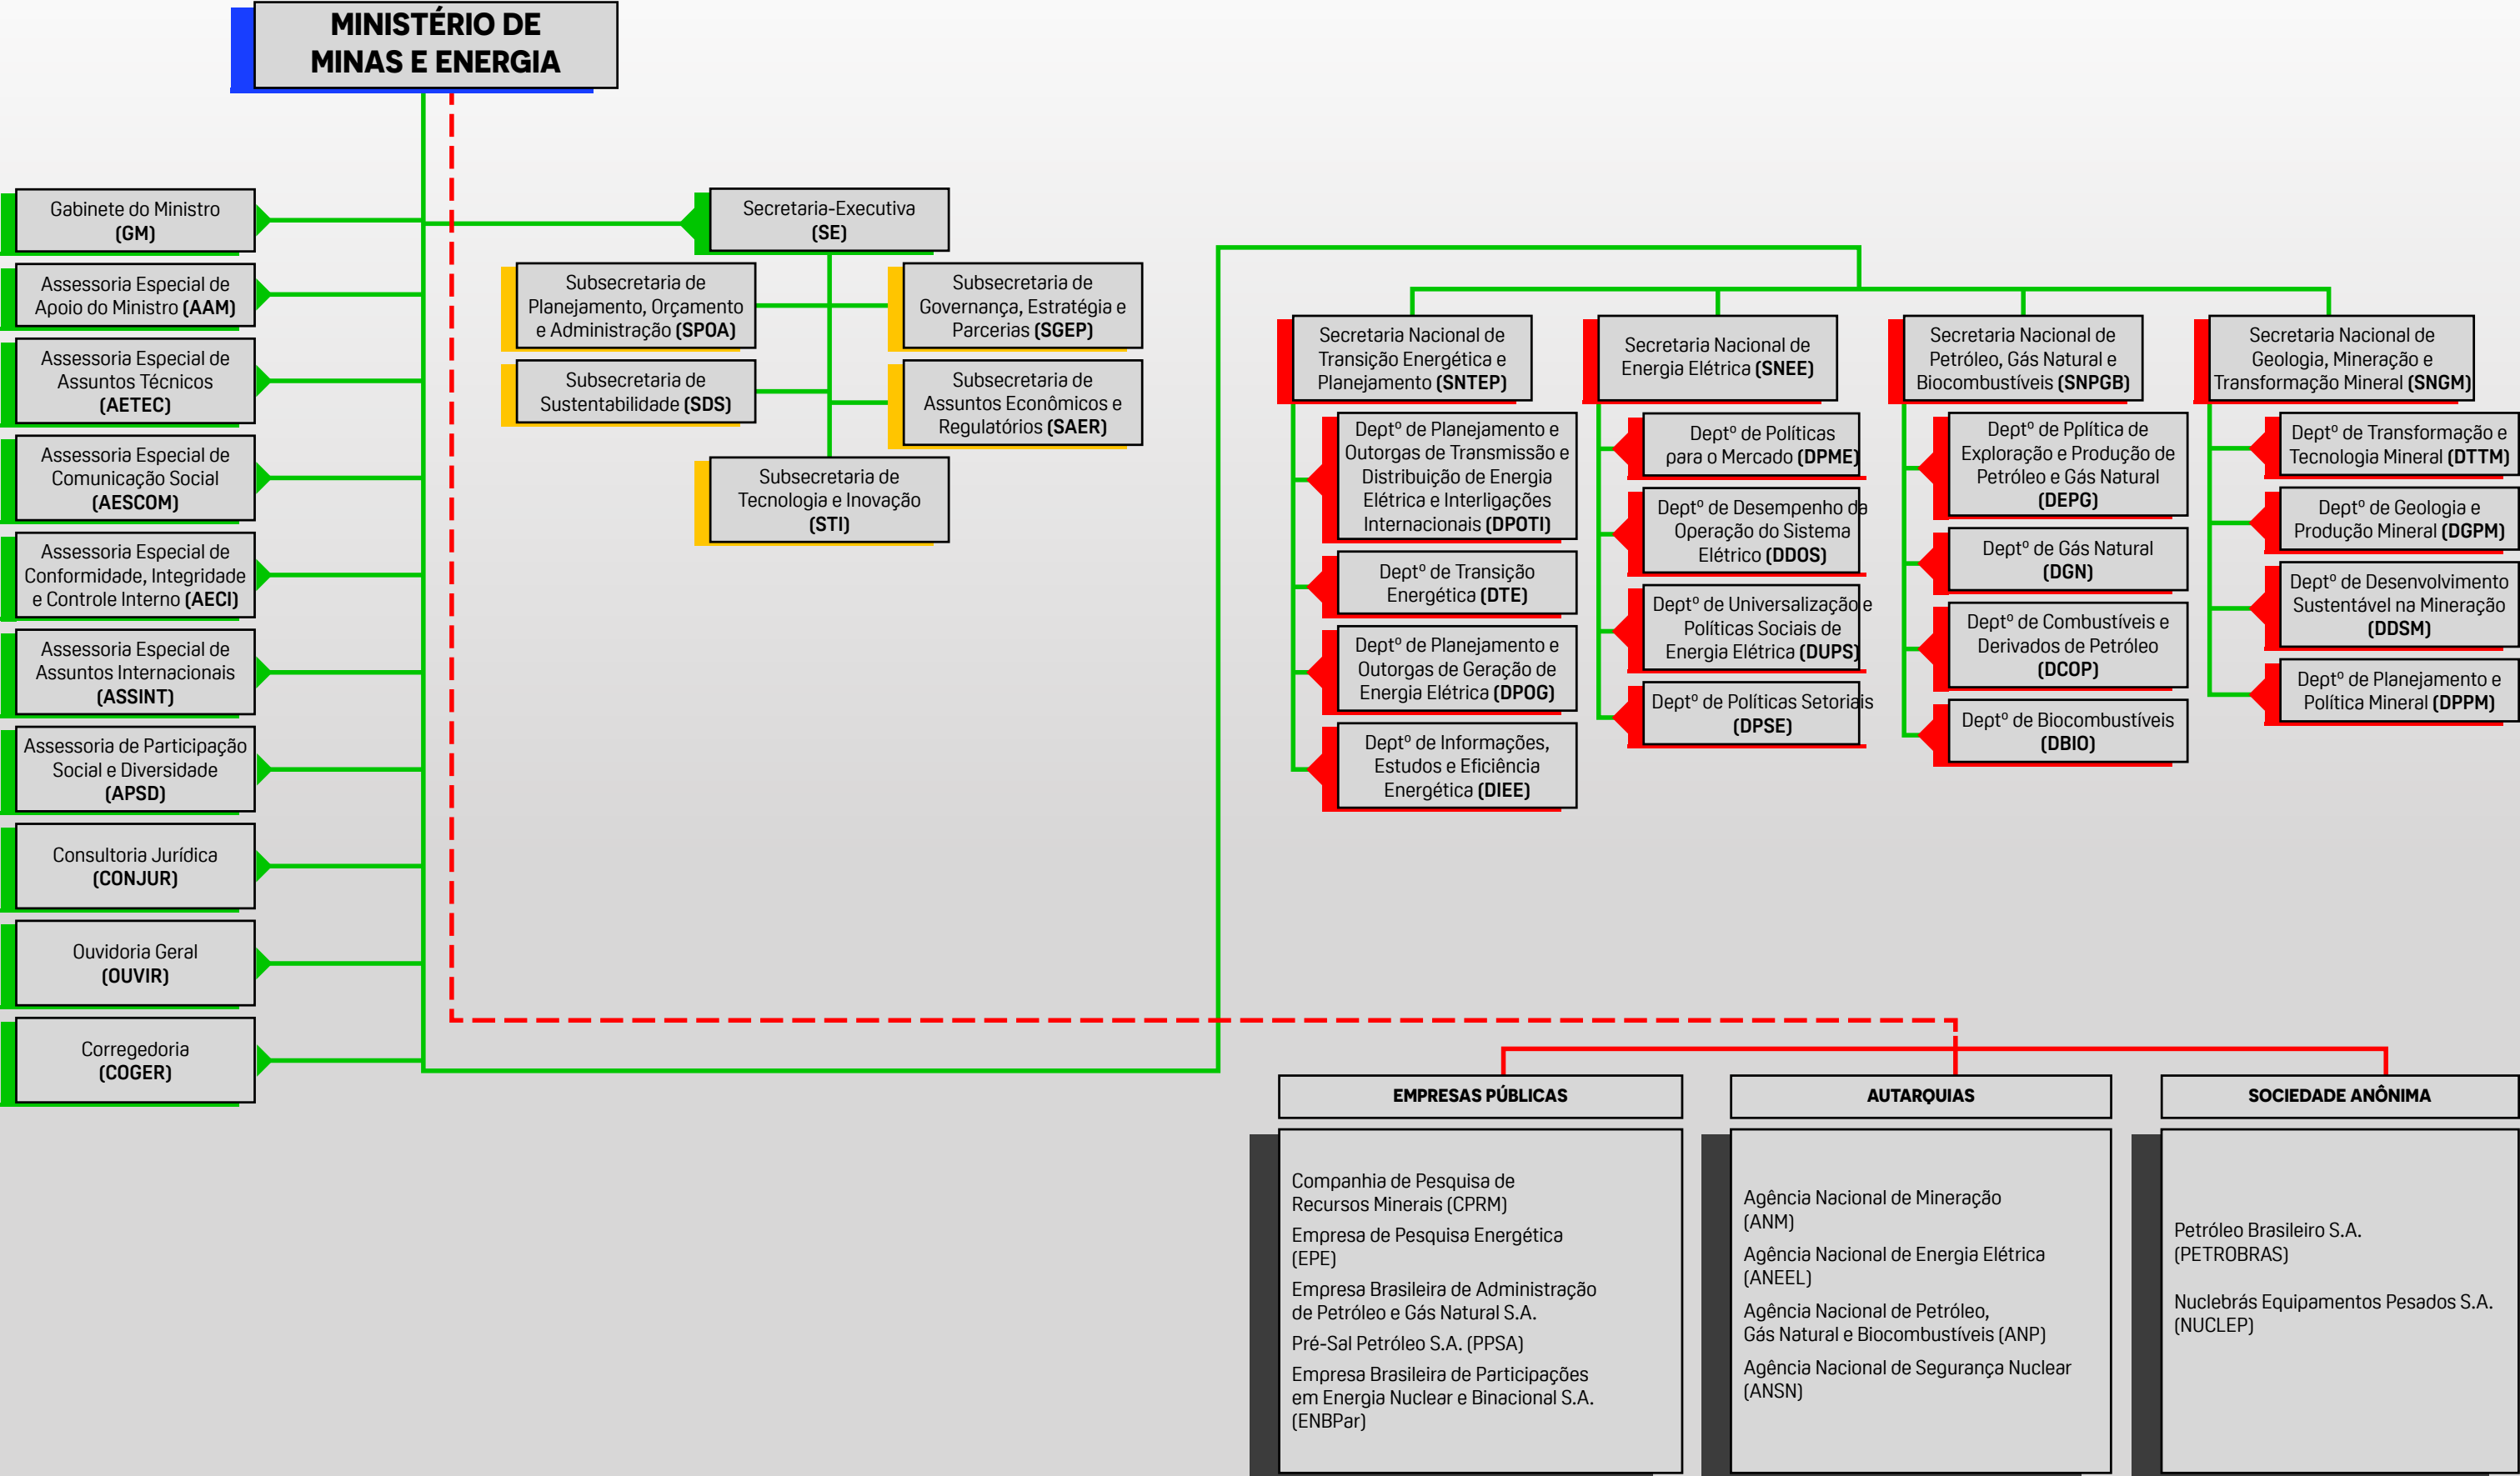 MINISTÉRIO DE
MINAS E ENERGIA
Gabinete do Ministro
(GM)
Assessoria Especial de
Apoio do Ministro (AAM)
Assessoria Especial de
Assuntos Técnicos
(AETEC)
Assessoria Especial de
Comunicação Social
(AESCOM)
Assessoria Especial de
Conformidade, Integridade
e Controle Interno (AECI)
Assessoria Especial de
Assuntos Internacionais
(ASSINT)
Assessoria de Participação
Social e Diversidade
(APSD)
Consultoria Jurídica
(CONJUR)
Ouvidoria Geral
(OUVIR)
Corregedoria
(COGER)
Secretaria-Executiva
(SE)
Subsecretaria de
Planejamento, Orçamento
e Administração (SPOA)
Subsecretaria de
Governança, Estratégia e
Parcerias (SGEP)
Subsecretaria de
Sustentabilidade (SDS)
Subsecretaria de
Assuntos Econômicos e
Regulatórios (SAER)
Subsecretaria de
Tecnologia e Inovação
(STI)
Secretaria Nacional de
Transição Energética e
Planejamento (SNTEP)
Deptº de Planejamento e
Outorgas de Transmissão e
Distribuição de Energia
Elétrica e Interligações
Internacionais (DPOTI)
Deptº de Transição
Energética (DTE)
Deptº de Planejamento e
Outorgas de Geração de
Energia Elétrica (DPOG)
Deptº de Informações,
Estudos e Eficiência
Energética (DIEE)
Secretaria Nacional de
Energia Elétrica (SNEE)
Deptº de Políticas
para o Mercado (DPME)
Deptº de Desempenho da
Operação do Sistema
Elétrico (DDOS)
Deptº de Universalização e
Políticas Sociais de
Energia Elétrica (DUPS)
Deptº de Políticas Setoriais
(DPSE)
Secretaria Nacional de
Petróleo, Gás Natural e
Biocombustíveis (SNPGB)
Deptº de Política de
Exploração e Produção de
Petróleo e Gás Natural
(DEPG)
Deptº de Gás Natural
(DGN)
Deptº de Combustíveis e
Derivados de Petróleo
(DCOP)
Deptº de Biocombustíveis
(DBIO)
Secretaria Nacional de
Geologia, Mineração e
Transformação Mineral (SNGM)
Deptº de Transformação e
Tecnologia Mineral (DTTM)
Deptº de Geologia e
Produção Mineral (DGPM)
Deptº de Desenvolvimento
Sustentável na Mineração
(DDSM)
Deptº de Planejamento e
Política Mineral (DPPM)
EMPRESAS PÚBLICAS
Companhia de Pesquisa de
Recursos Minerais (CPRM)
Empresa de Pesquisa Energética
(EPE)
Empresa Brasileira de Administração
de Petróleo e Gás Natural S.A.
Pré-Sal Petróleo S.A. (PPSA)
Empresa Brasileira de Participações
em Energia Nuclear e Binacional S.A.
(ENBPar)
AUTARQUIAS
Agência Nacional de Mineração
(ANM)
Agência Nacional de Energia Elétrica
(ANEEL)
Agência Nacional de Petróleo,
Gás Natural e Biocombustíveis (ANP)
Agência Nacional de Segurança Nuclear
(ANSN)
SOCIEDADE ANÔNIMA
Petróleo Brasileiro S.A.
(PETROBRAS)
Nuclebrás Equipamentos Pesados S.A.
(NUCLEP)